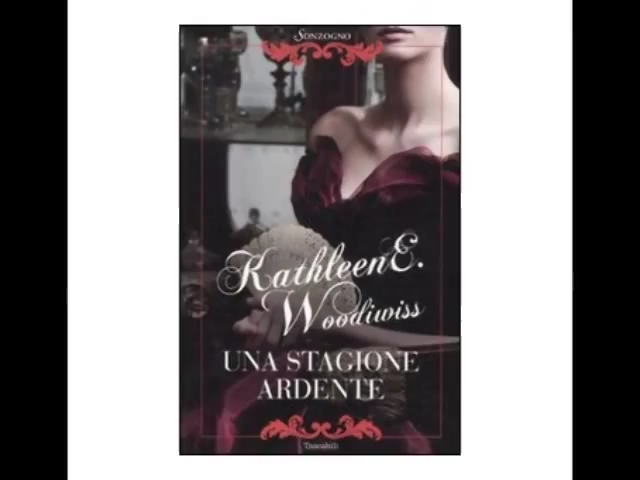 SONZOGNO
Kathleen E.
Woodiwiss
UNA STAGIONE
ARDENTE
Tascabili